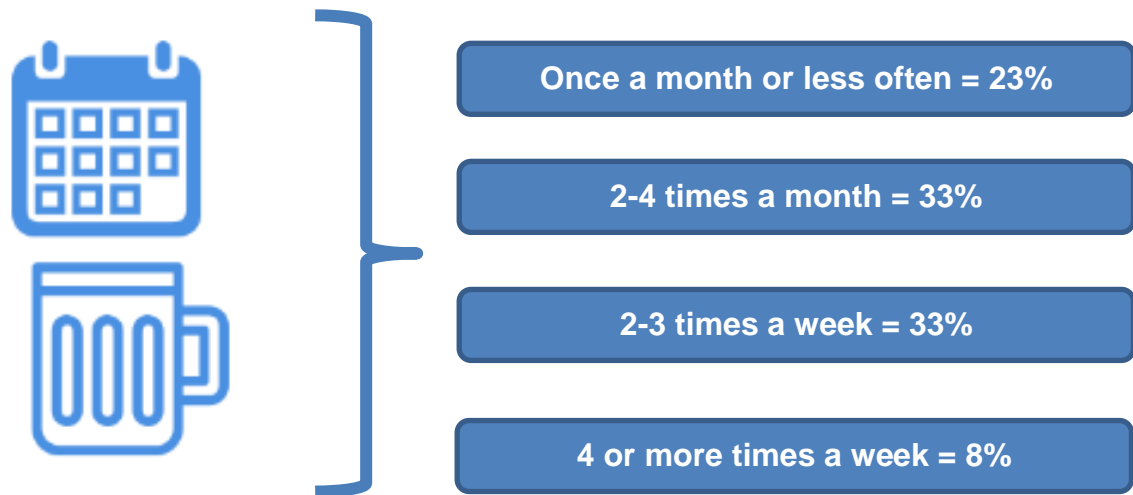 Once a month or less often = 23%
2-4 times a month = 33%
2-3 times a week = 33%
4 or more times a week = 8%